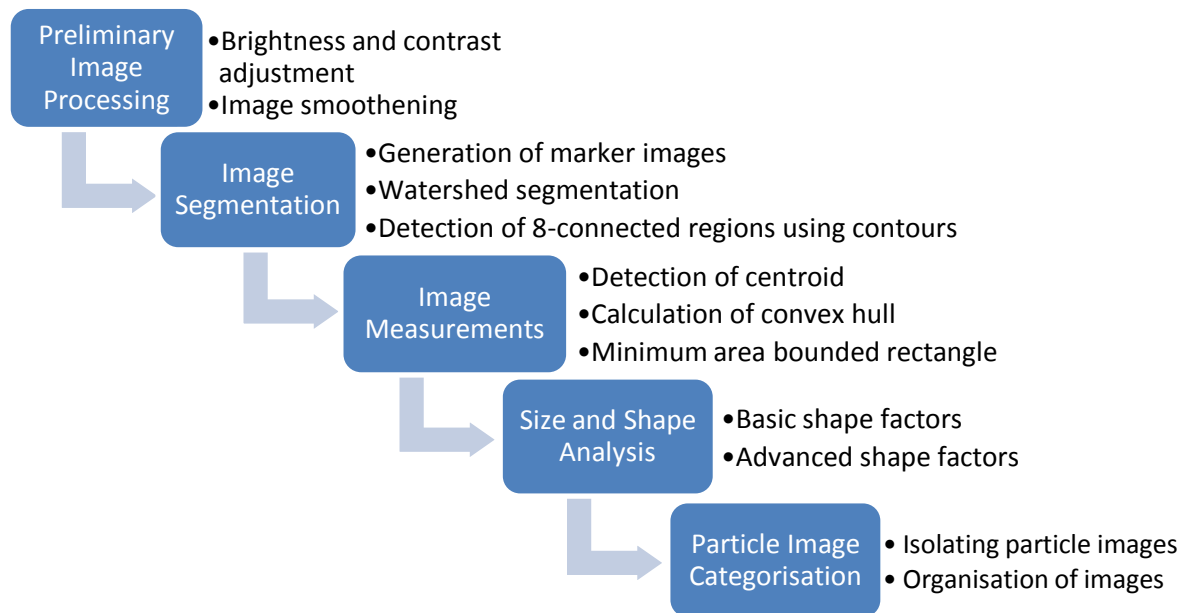 Preliminary
Image
Processing
•Brightness and contrast
adjustment
•Image smoothening
Image
Segmentation
•Generation of marker images
•Watershed segmentation
•Detection of 8-connected regions using contours
Image
Measurements
•Detection of centroid
•Calculation of convex hull
•Minimum area bounded rectangle
Size and Shape
Analysis
•Basic shape factors
•Advanced shape factors
Particle Image
Categorisation
• Isolating particle images
• Organisation of images